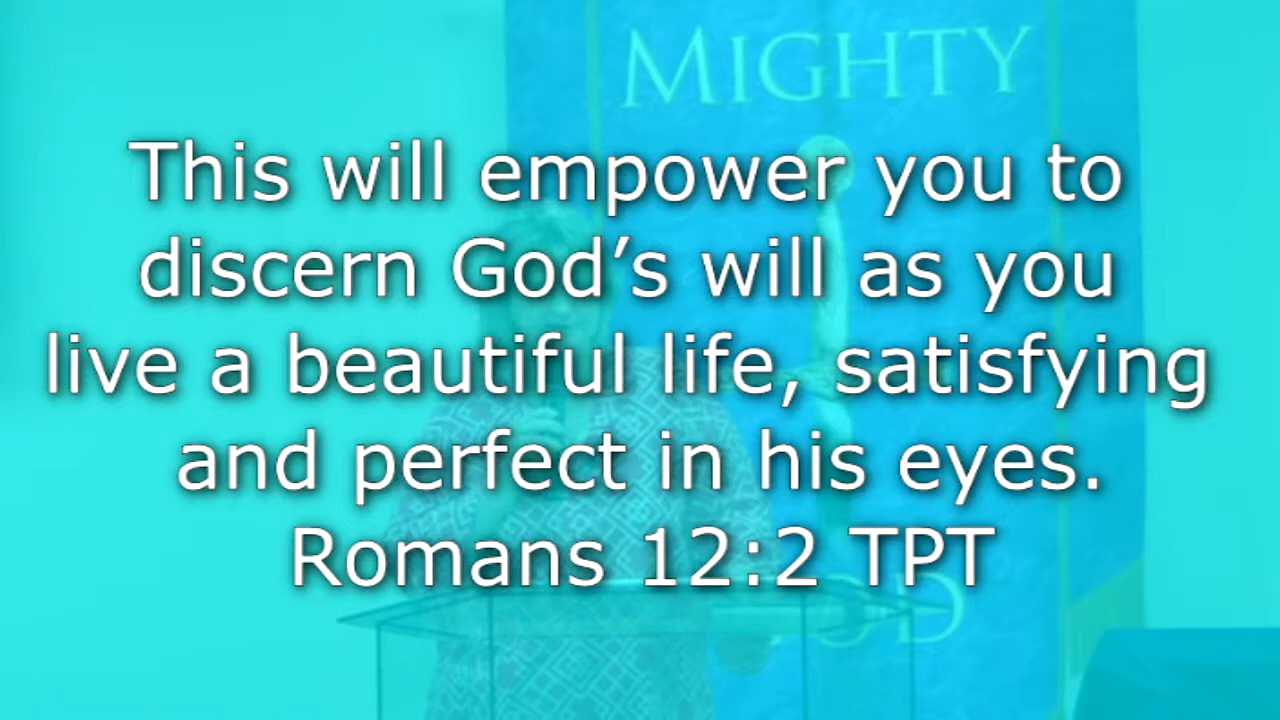 MIGHTY
This will empower you to
discern God’s will as you
live a beautiful life, satisfying
and perfect in his eyes.
Romans 12:2 TPT